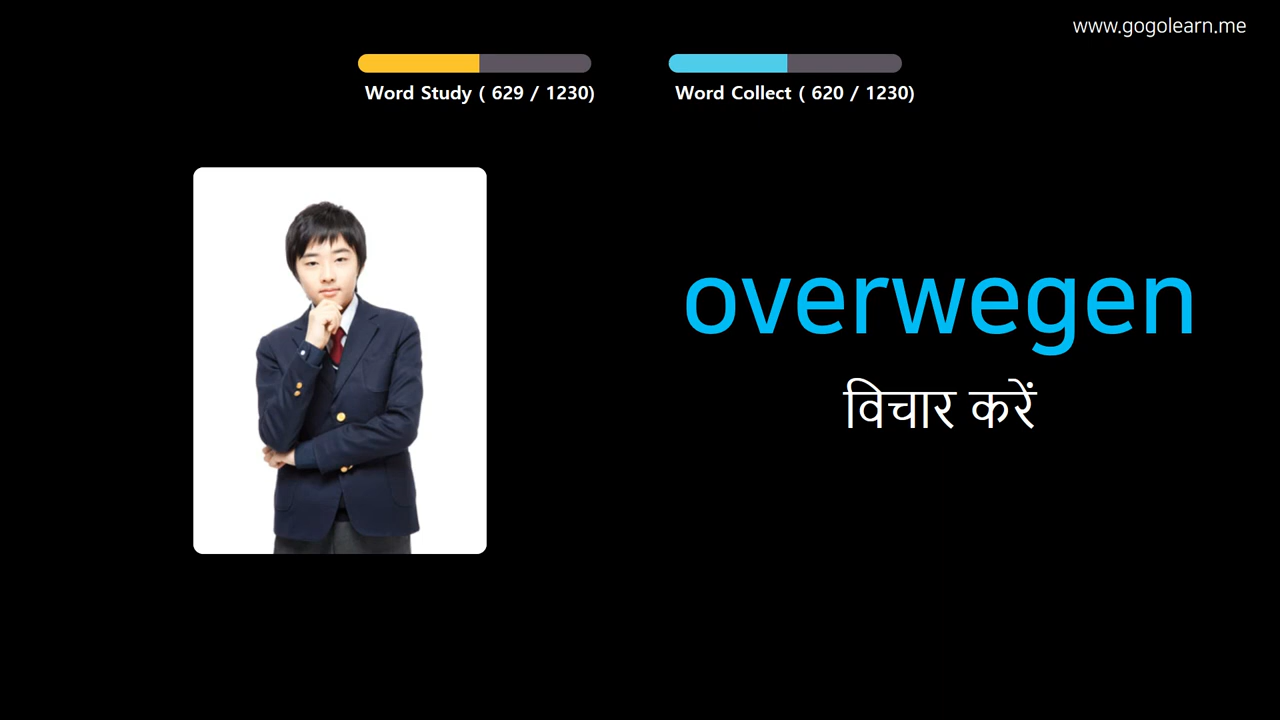 www.gogolearn.me
Word Study ( 629 / 1230)
Word Collect ( 620 / 1230)
overwegen
विचार करें